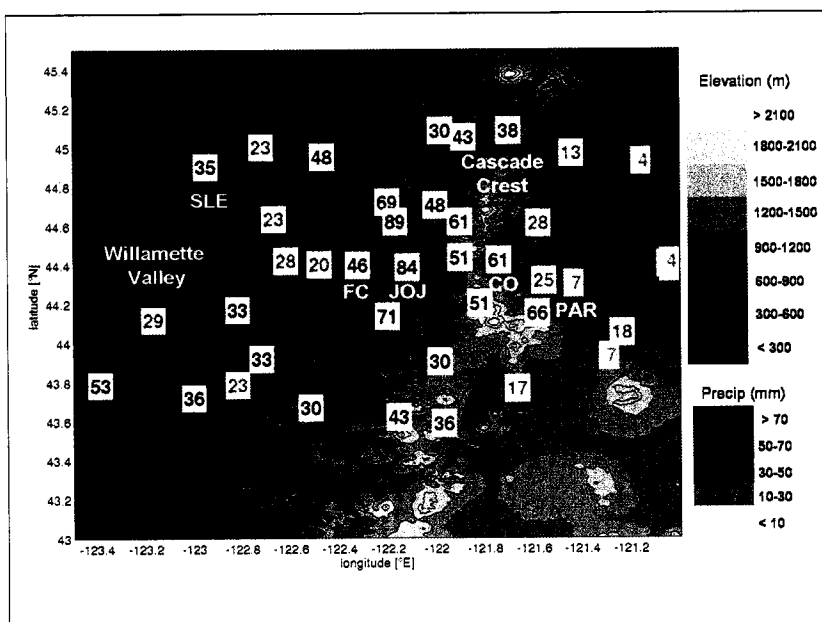 Elevation (m)
> 2100
1800-2100
1500-1800
1200-1500
900-1200
600-900
300-600
< 300
Precip (mm)
> 70
50-70
30-50
10-30
< 10
45.4
45.2
45
44.8
44.6
44.4
44.2
44
43.8
43.6
43.4
43.2
43
latitude [°N]
30 43 38
23 48 13 4
35
Cascade
Crest
SLE
69 48
89 61 28
23
Willamette
Valley
28 20 46 84 51 61 4
FC JOJ CO 25 7
33 51 66 PAR
29 71 18
33 30 7
53 36 23 17
30 43 36
-123.4 -123.2 -123 -122.8 -122.6 -122.4 -122.2 -122 -121.8 -121.6 -121.4 -121.2
longitude [°E]